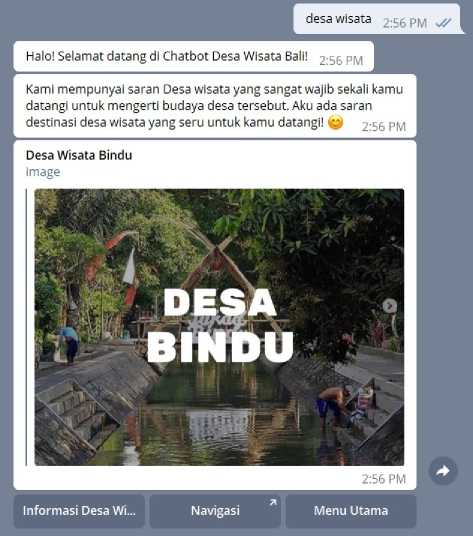 desa wisata 2:56 PM
Halo! Selamat datang di Chatbot Desa Wisata Bali! 2:56 PM
Kami mempunyai saran Desa wisata yang sangat wajib sekali kamu
datangi untuk mengerti budaya desa tersebut. Aku ada saran
destinasi desa wisata yang seru untuk kamu datangi! 😊 2:56 PM
Desa Wisata Bindu
image
DESA
BINDU
2:56 PM
Informasi Desa Wi... Navigasi Menu Utama